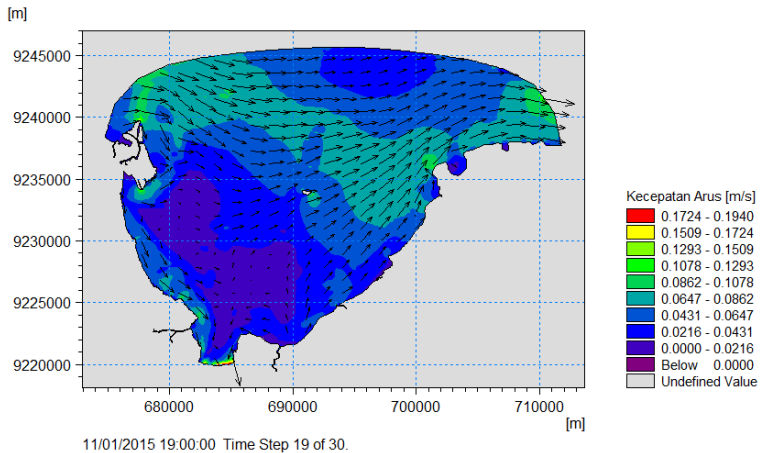 [m]
9245000
9240000
9235000
9230000
9225000
9220000
680000 690000 700000 710000
[m]
11/01/2015 19:00:00 Time Step 19 of 30.
Kecepatan Arus [m/s]
0.1724 - 0.1940
0.1509 - 0.1724
0.1293 - 0.1509
0.1078 - 0.1293
0.0862 - 0.1078
0.0647 - 0.0862
0.0431 - 0.0647
0.0216 - 0.0431
0.0000 - 0.0216
Below 0.0000
Undefined Value